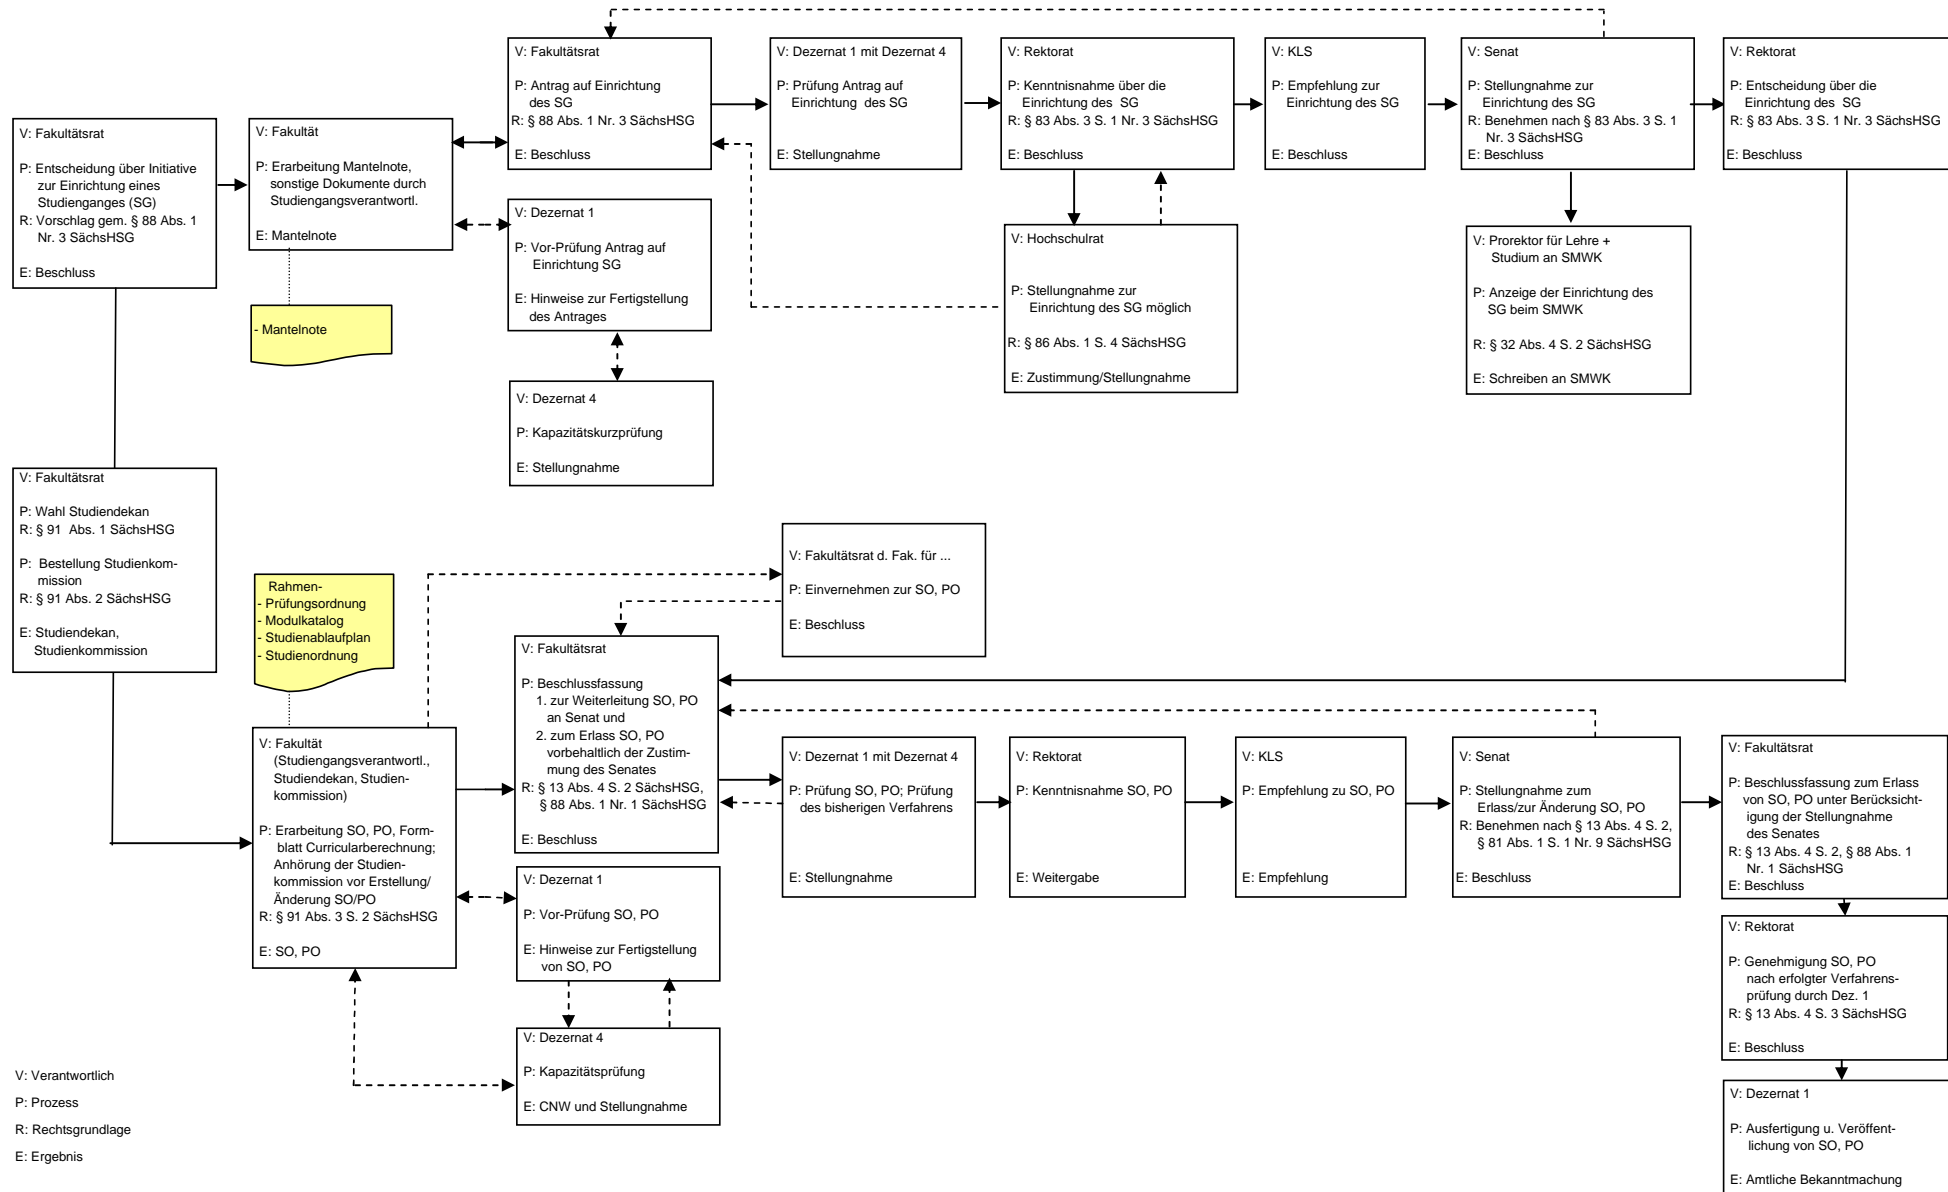 V: Fakultätsrat
P: Entscheidung über Initiative
zur Einrichtung eines
Studienganges (SG)
R: Vorschlag gem. § 88 Abs. 1
Nr. 3 SächsHSG
E: Beschluss
V: Fakultät
P: Erarbeitung Mantelnote,
sonstige Dokumente durch
Studiengangsverantwortl.
E: Mantelnote
- Mantelnote
V: Fakultätsrat
P: Antrag auf Einrichtung
des SG
R: § 88 Abs. 1 Nr. 3 SächsHSG
E: Beschluss
V: Dezernat 1
P: Vor-Prüfung Antrag auf
Einrichtung SG
E: Hinweise zur Fertigstellung
des Antrages
V: Dezernat 4
P: Kapazitätskurzprüfung
E: Stellungnahme
V: Dezernat 1 mit Dezernat 4
P: Prüfung Antrag auf
Einrichtung des SG
E: Stellungnahme
V: Rektorat
P: Kenntnisnahme über die
Einrichtung des SG
R: § 83 Abs. 3 S. 1 Nr. 3 SächsHSG
E: Beschluss
V: Hochschulrat
P: Stellungnahme zur
Einrichtung des SG möglich
R: § 86 Abs. 1 S. 4 SächsHSG
E: Zustimmung/Stellungnahme
V: KLS
P: Empfehlung zur
Einrichtung des SG
E: Beschluss
V: Senat
P: Stellungnahme zur
Einrichtung des SG
R: Benehmen nach § 83 Abs. 3 S. 1
Nr. 3 SächsHSG
E: Beschluss
V: Prorektor für Lehre +
Studium an SMWK
P: Anzeige der Einrichtung des
SG beim SMWK
R: § 32 Abs. 4 S. 2 SächsHSG
E: Schreiben an SMWK
V: Rektorat
P: Entscheidung über die
Einrichtung des SG
R: § 83 Abs. 3 S. 1 Nr. 3 SächsHSG
E: Beschluss
V: Fakultätsrat
P: Wahl Studiendekan
R: § 91 Abs. 1 SächsHSG
P: Bestellung Studienkom-
mission
R: § 91 Abs. 2 SächsHSG
E: Studiendekan,
Studienkommission
Rahmen-
- Prüfungsordnung
- Modulkatalog
- Studienablaufplan
- Studienordnung
V: Fakultät
(Studiengangsverantwortl.,
Studiendekan, Studien-
kommission)
P: Erarbeitung SO, PO, Form-
blatt Curricularberechnung;
Anhörung der Studien-
kommission vor Erstellung/
Änderung SO/PO
R: § 91 Abs. 3 S. 2 SächsHSG
E: SO, PO
V: Fakultätsrat d. Fak. für ...
P: Einvernehmen zur SO, PO
E: Beschluss
V: Fakultätsrat
P: Beschlussfassung
1. zur Weiterleitung SO, PO
an Senat und
2. zum Erlass SO, PO
vorbehaltlich der Zustim-
mung des Senates
R: § 13 Abs. 4 S. 2 SächsHSG,
§ 88 Abs. 1 Nr. 1 SächsHSG
E: Beschluss
V: Dezernat 1
P: Vor-Prüfung SO, PO
E: Hinweise zur Fertigstellung
von SO, PO
V: Dezernat 4
P: Kapazitätsprüfung
E: CNW und Stellungnahme
V: Dezernat 1 mit Dezernat 4
P: Prüfung SO, PO; Prüfung
des bisherigen Verfahrens
E: Stellungnahme
V: Rektorat
P: Kenntnisnahme SO, PO
E: Weitergabe
V: KLS
P: Empfehlung zu SO, PO
E: Empfehlung
V: Senat
P: Stellungnahme zum
Erlass/zur Änderung SO, PO
R: Benehmen nach § 13 Abs. 4 S. 2,
§ 81 Abs. 1 S. 1 Nr. 9 SächsHSG
E: Beschluss
V: Fakultätsrat
P: Beschlussfassung zum Erlass
von SO, PO unter Berücksicht-
igung der Stellungnahme
des Senates
R: § 13 Abs. 4 S. 2, § 88 Abs. 1
Nr. 1 SächsHSG
E: Beschluss
V: Rektorat
P: Genehmigung SO, PO
nach erfolgter Verfahrens-
prüfung durch Dez. 1
R: § 13 Abs. 4 S. 3 SächsHSG
E: Beschluss
V: Dezernat 1
P: Ausfertigung u. Veröffent-
lichung von SO, PO
E: Amtliche Bekanntmachung
V: Verantwortlich
P: Prozess
R: Rechtsgrundlage
E: Ergebnis